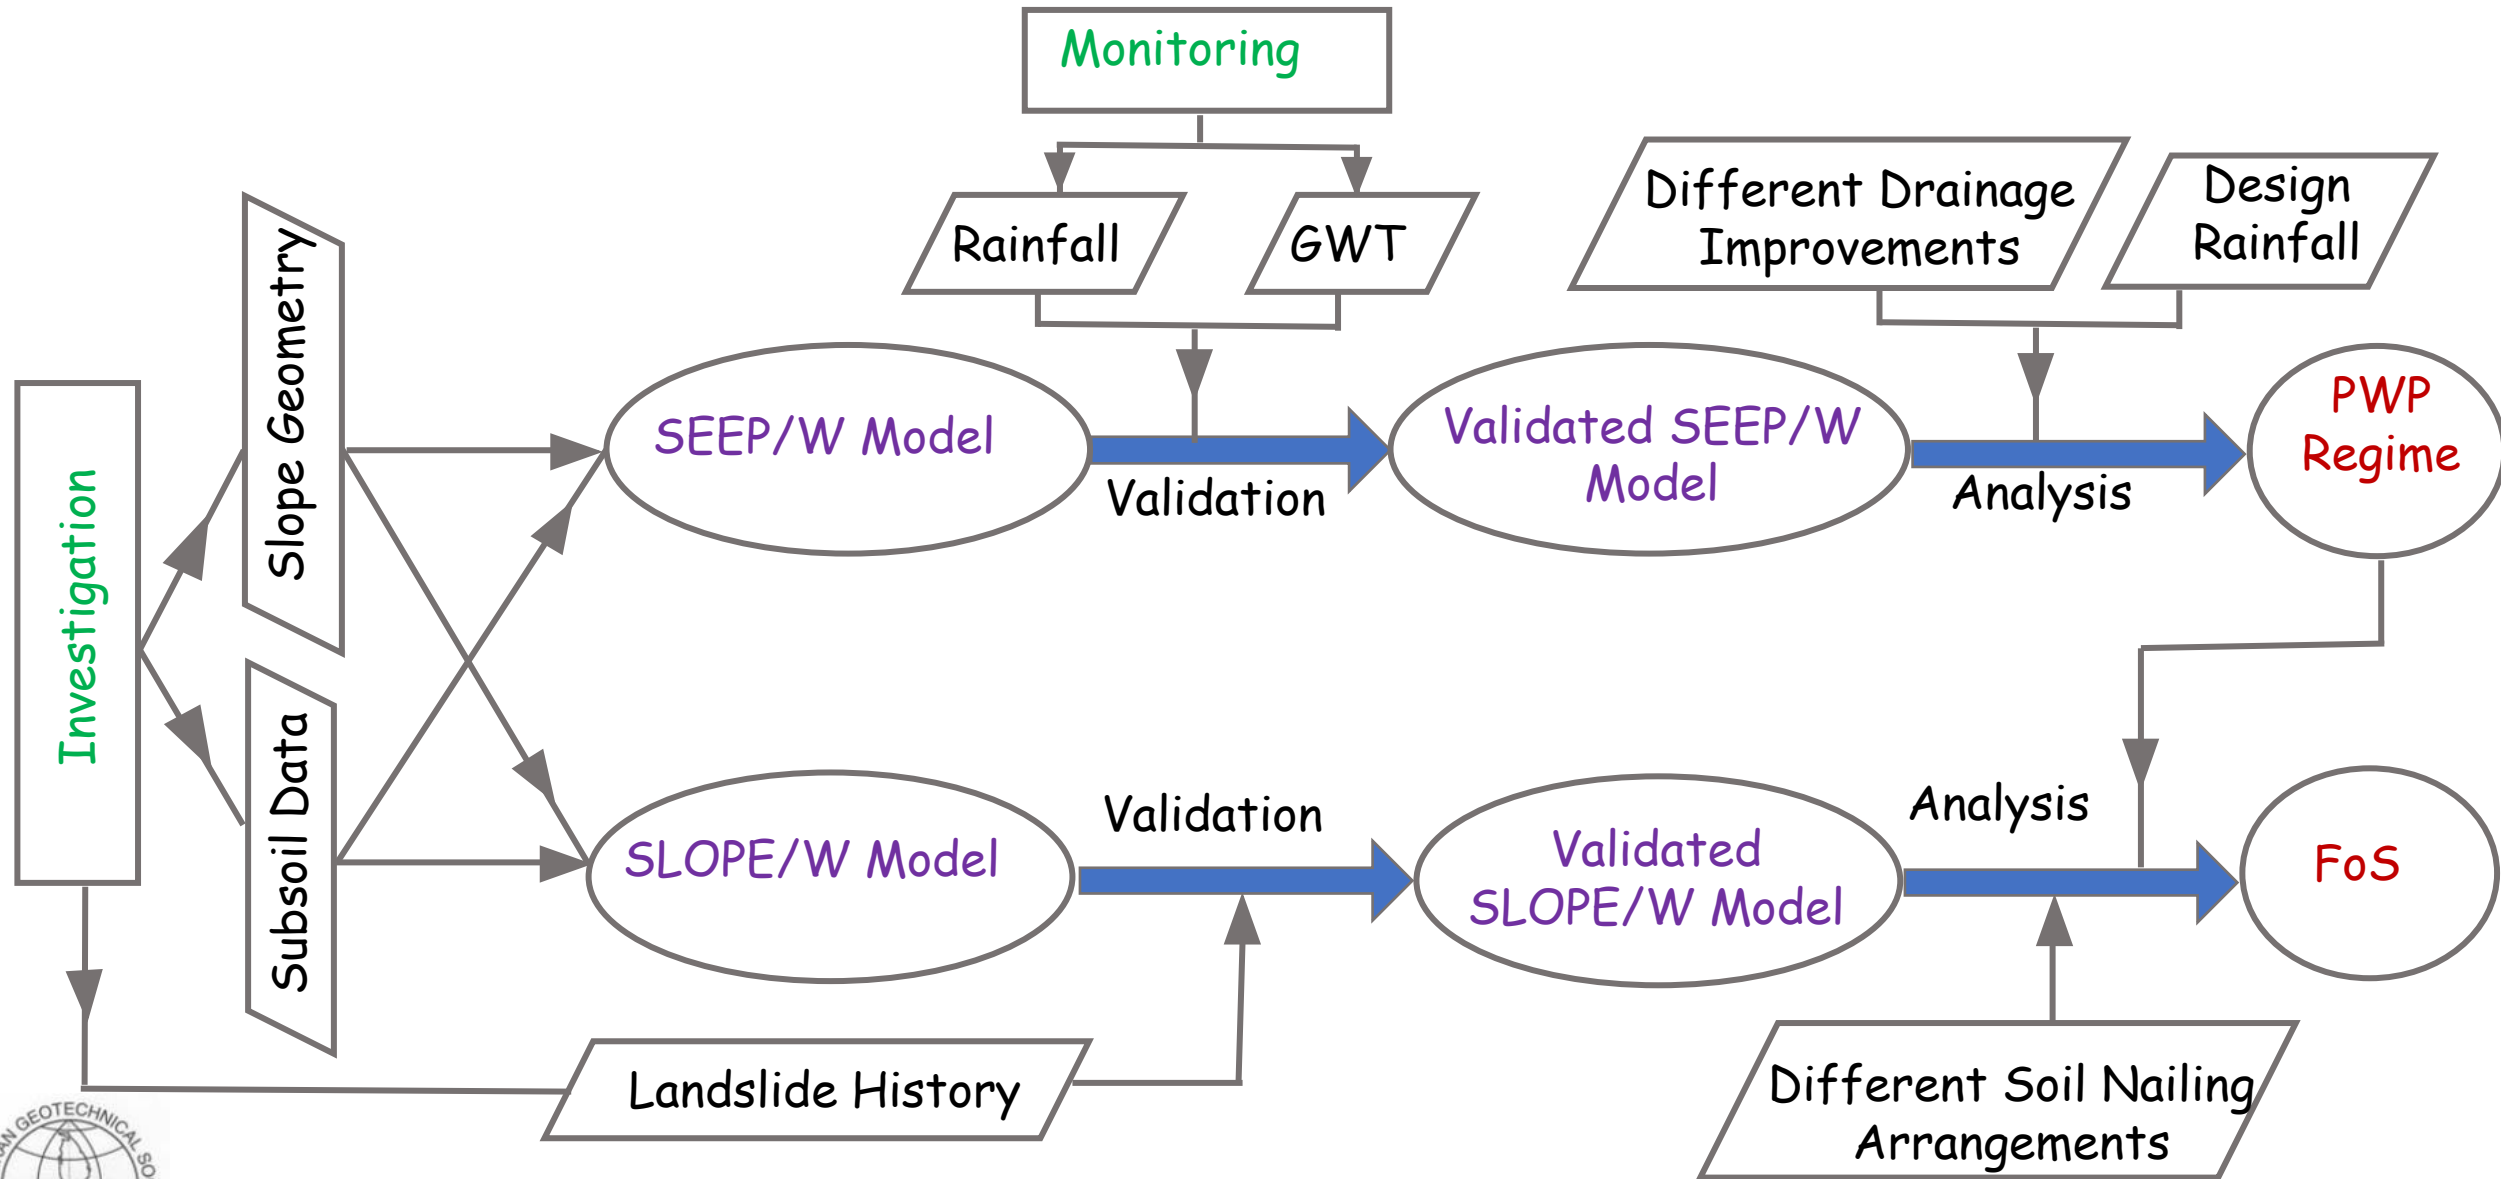 Monitoring
Rainfall
GWT
Different Drainage
Improvements
Design
Rainfall
Investigation
Slope Geometry
Subsoil Data
SEEP/W Model
Validation
Validated SEEP/W
Model
Analysis
PWP
Regime
SLOPE/W Model
Validation
Validated
SLOPE/W Model
Analysis
FoS
Landslide History
Different Soil Nailing
Arrangements
GEOTECHNICAL